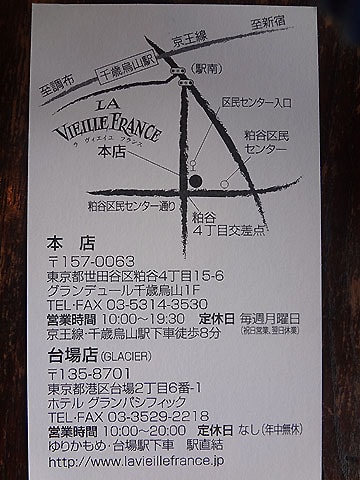 至新宿
京王線
千歳烏山駅
(駅南)
至調布
区民センター入口
LA
VIEILLE FRANCE
ラ ヴィエイユ フランス
本店
粕谷区民
センター
粕谷区民センター通り
粕谷
4丁目交差点
本 店
〒157-0063
東京都世田谷区粕谷4丁目15-6
グランデュール千歳烏山1F
TEL・FAX 03-5314-3530
営業時間 10:00〜19:30 定休日 毎週月曜日
(祝日営業、翌日休業)
京王線・千歳烏山駅下車徒歩8分
台場店(GLACIER)
〒135-8701
東京都港区台場2丁目6番-1
ホテル グランパシフィック
TEL・FAX 03-3529-2218
営業時間 10:00〜20:00 定休日 なし(年中無休)
ゆりかもめ・台場駅下車 駅直結
http://www.lavieillefrance.jp